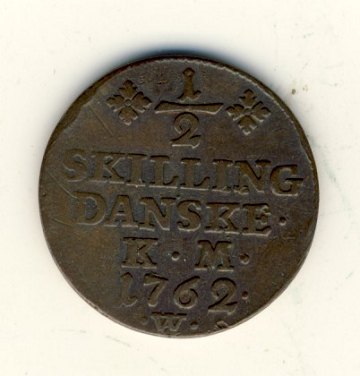 1
2
SKILLING
DANSKE·
K·M·
1762·
·W·